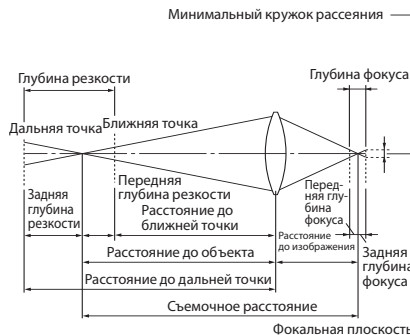 Минимальный кружок рассеяния
Глубина резкости
Глубина фокуса
Дальняя точка
Ближняя точка
Задняя
глубина
резкости
Передняя
глубина резкости
Расстояние до
ближней точки
Перед-
няя глу-
бина
фокуса
Расстояние
до изображения
Задняя
глубина
фокуса
Расстояние до объекта
Расстояние до дальней точки
Съемочное расстояние
Фокальная плоскость